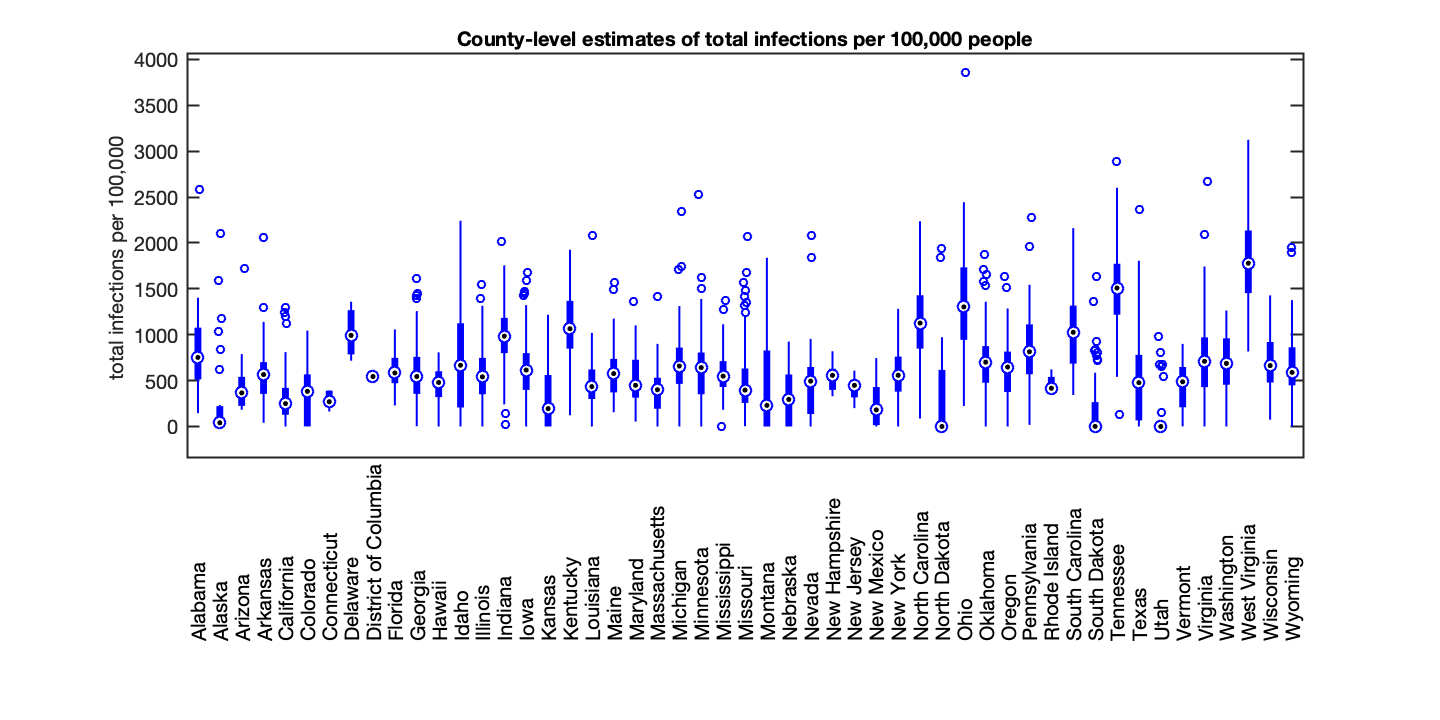 County-level estimates of total infections per 100,000 people
total infections per 100,000
4000
3500
3000
2500
2000
1500
1000
500
0
Alabama
Alaska
Arizona
Arkansas
California
Colorado
Connecticut
Delaware
District of Columbia
Florida
Georgia
Hawaii
Idaho
Illinois
Indiana
Iowa
Kansas
Kentucky
Louisiana
Maine
Maryland
Massachusetts
Michigan
Minnesota
Mississippi
Missouri
Montana
Nebraska
Nevada
New Hampshire
New Jersey
New Mexico
New York
North Carolina
North Dakota
Ohio
Oklahoma
Oregon
Pennsylvania
Rhode Island
South Carolina
South Dakota
Tennessee
Texas
Utah
Vermont
Virginia
Washington
West Virginia
Wisconsin
Wyoming